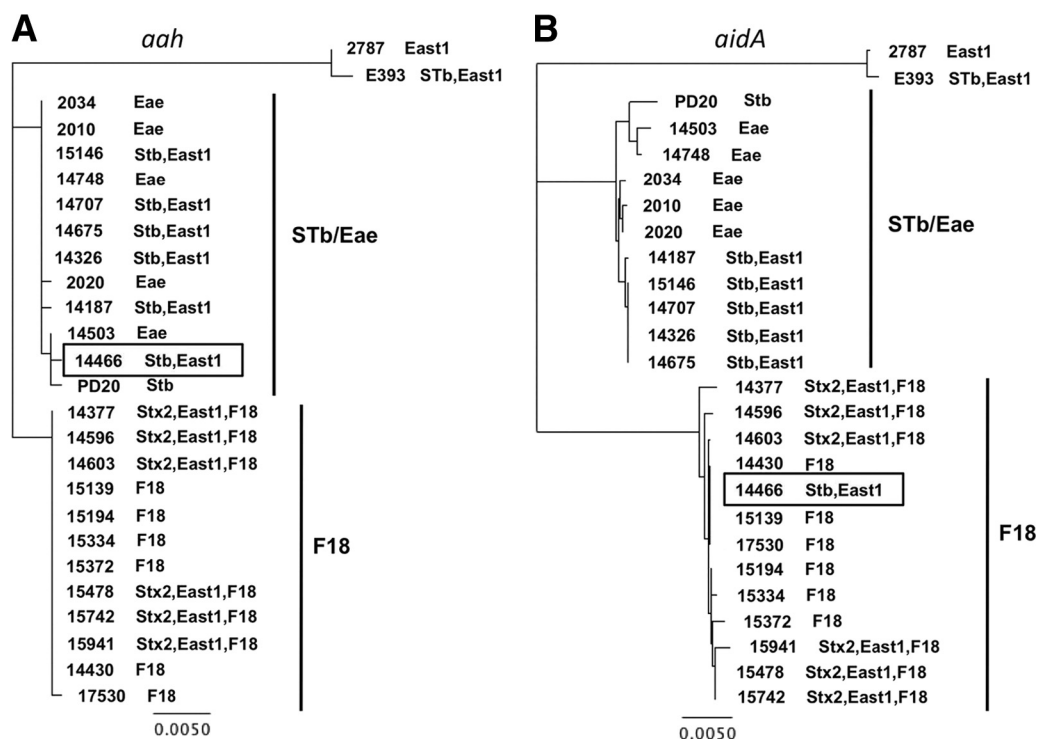 A
aah
2787 East1
E393 STb,East1
2034 Eae
2010 Eae
15146 Stb,East1
14748 Eae
14707 Stb,East1
14675 Stb,East1
14326 Stb,East1
2020 Eae
14187 Stb,East1
14503 Eae
14466 Stb,East1
PD20 Stb
STb/Eae
14377 Stx2,East1,F18
14596 Stx2,East1,F18
14603 Stx2,East1,F18
15139 F18
15194 F18
15334 F18
15372 F18
15478 Stx2,East1,F18
15742 Stx2,East1,F18
15941 Stx2,East1,F18
14430 F18
17530 F18
F18
0.0050
B
aidA
2787 East1
E393 STb,East1
PD20 Stb
14503 Eae
14748 Eae
2034 Eae
2010 Eae
2020 Eae
14187 Stb,East1
15146 Stb,East1
14707 Stb,East1
14326 Stb,East1
14675 Stb,East1
STb/Eae
14377 Stx2,East1,F18
14596 Stx2,East1,F18
14603 Stx2,East1,F18
14430 F18
14466 Stb,East1
15139 F18
17530 F18
15194 F18
15334 F18
15372 F18
15941 Stx2,East1,F18
15478 Stx2,East1,F18
15742 Stx2,East1,F18
F18
0.0050